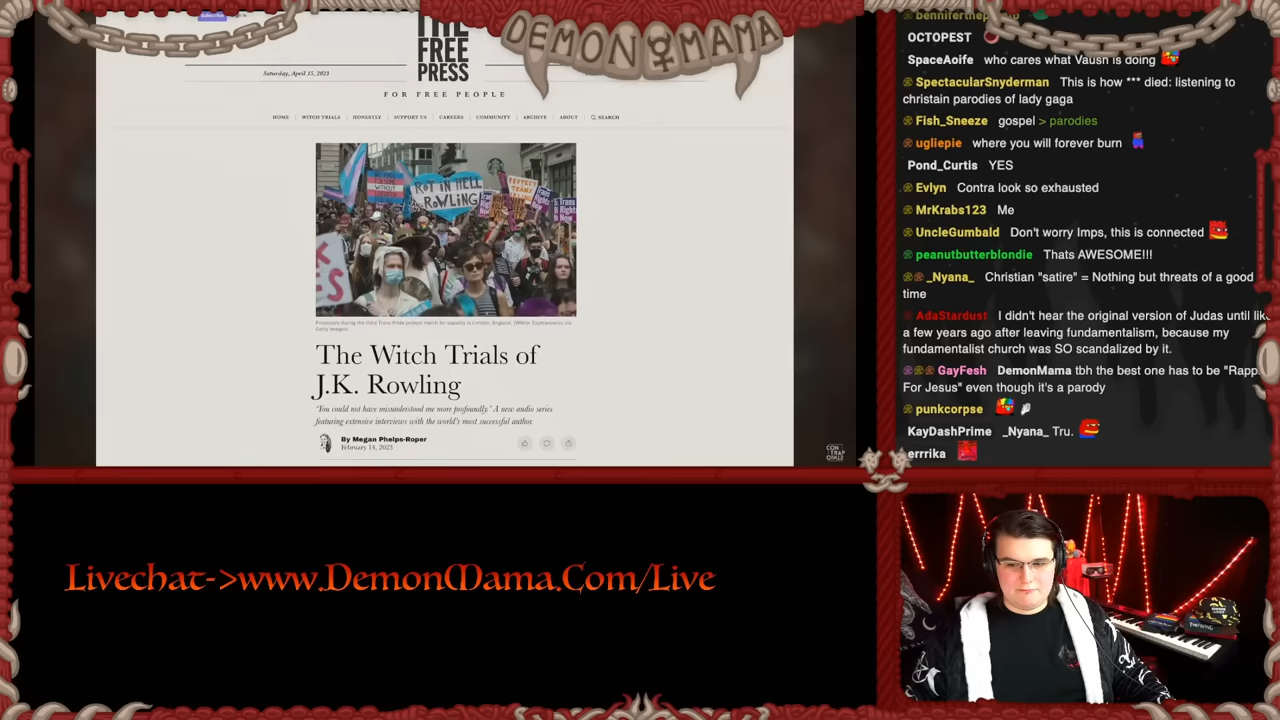 THE
FREE
PRESS
DEMON MAMA
Saturday, April 15, 2023
FOR FREE PEOPLE
HOME WITCH TRIALS HONESTLY SUPPORT US CAREERS COMMUNITY ARCHIVE ABOUT SEARCH
ROT IN HELL
ROWLING
The Witch Trials of
J.K. Rowling
‘You could not have misunderstood me more profoundly.’ A new audio series
featuring extensive interviews with the world's most successful author.
By Megan Phelps-Roper
February 14, 2023
CON
TRAP
OINTS
OCTOPEST
SpaceAoife who cares what Vaush is doing
SpectacularSnyderman This is how *** died: listening to
christain parodies of lady gaga
Fish_Sneeze gospel > parodies
ugliepie where you will forever burn
Pond_Curtis YES
Evlyn Contra look so exhausted
MrKrabs123 Me
UncleGumbald Don't worry Imps, this is connected
peanutbutterblondie Thats AWESOME!!!
_Nyana_ Christian "satire" = Nothing but threats of a good
time
AdaStardust I didn't hear the original version of Judas until lik
a few years ago after leaving fundamentalism, because my
fundamentalist church was SO scandalized by it.
GayFesh DemonMama tbh the best one has to be "Rapp
For Jesus" even though it's a parody
punkcorpse
KayDashPrime _Nyana_ Tru.
errrika
Livechat->www.DemonMama.Com/Live